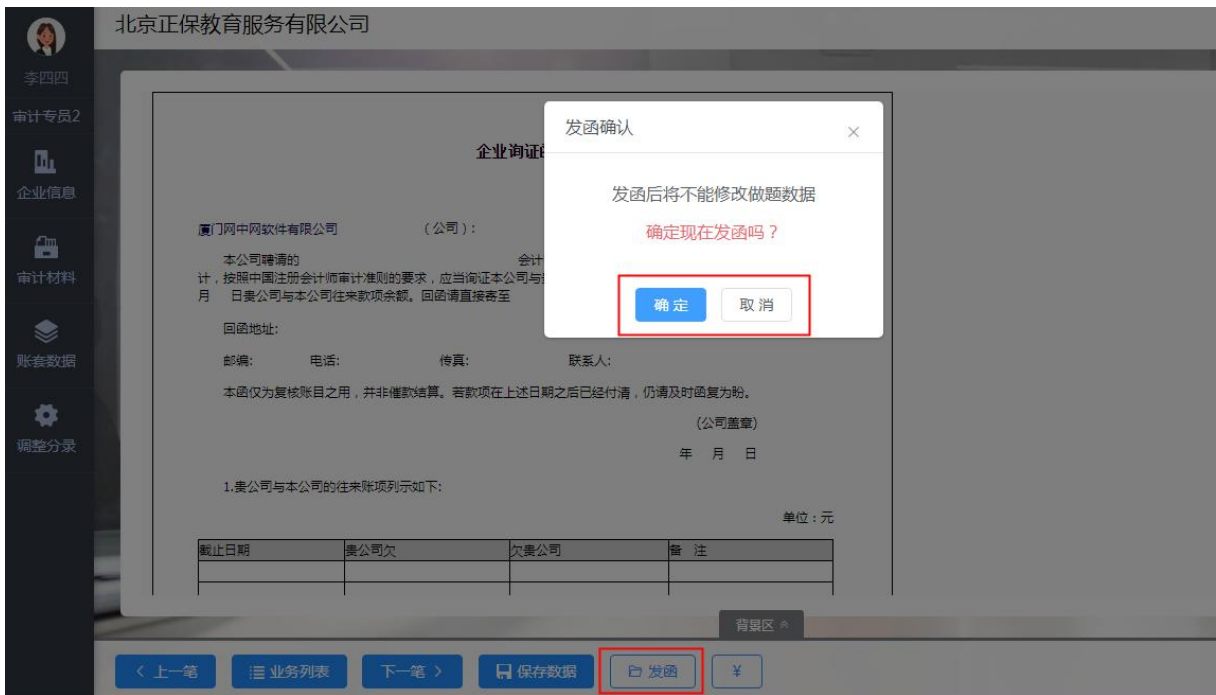 北京正保教育服务有限公司
李四四
审计专员2
企业信息
审计材料
账套数据
调整分录
企业询证
厦门网中网软件有限公司 （公司）：
本公司聘请的 会计
计，按照中国注册会计师审计准则的要求，应当询证本公司与
月 日贵公司与本公司往来款项余额。回函请直接寄至
回函地址：
邮编： 电话： 传真： 联系人：
本函仅为复核账目之用，并非催款结算。若款项在上述日期之后已经付清，仍请及时函复为盼。
（公司盖章）
年 月 日
1.贵公司与本公司的往来账项列示如下：
单位：元
截止日期 贵公司欠 欠贵公司 备 注
发函确认 ×
发函后将不能修改做题数据
确定现在发函吗？
确定 取消
背景区
上一笔 业务列表 下一笔 保存数据 发函 ¥